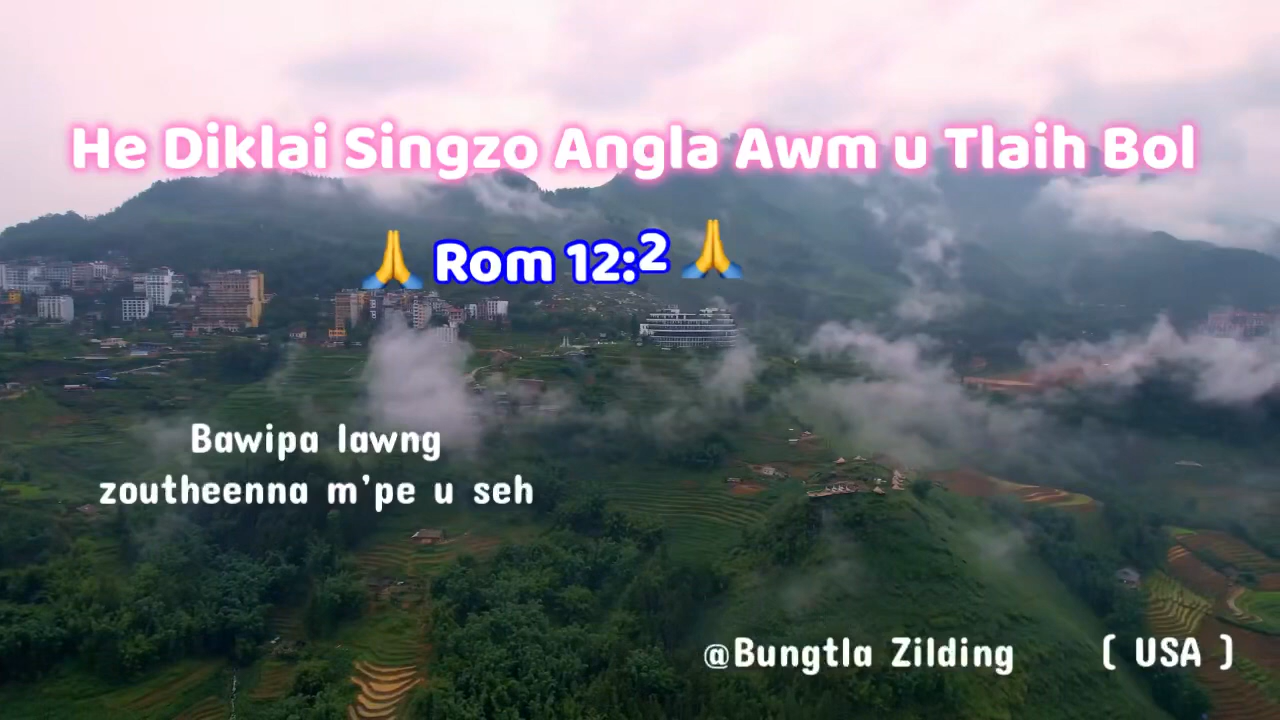 He Diklai Singzo Angla Awm u Tlaih Bol
🙏 Rom 12:2 🙏
Bawipa lawng
zoutheenna m'pe u seh
@Bungtla Zilding ( USA )